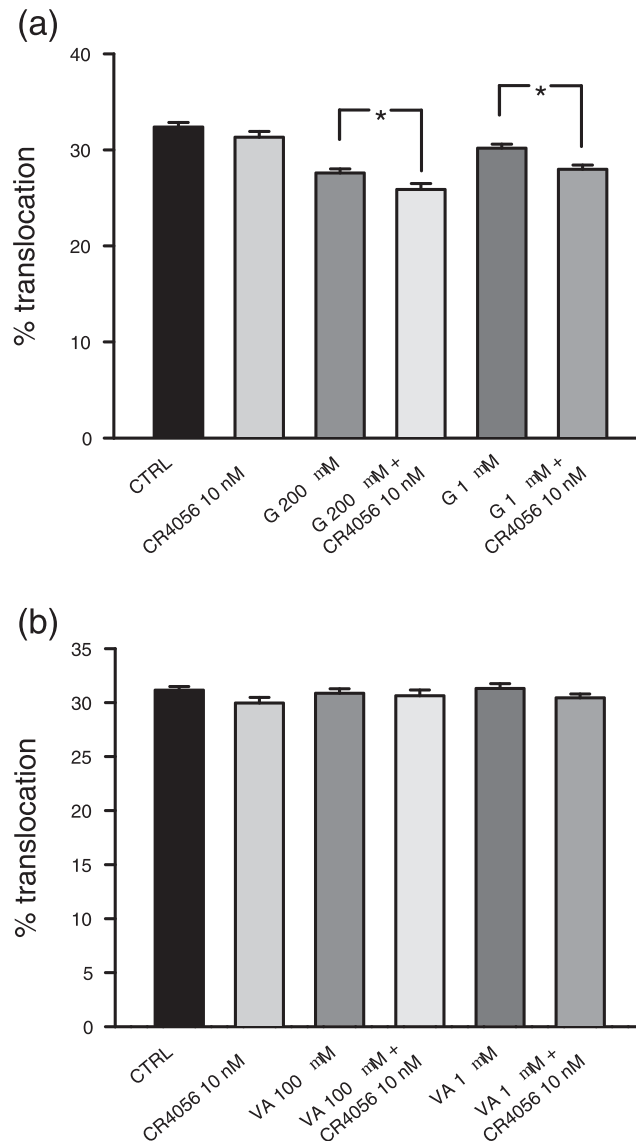 (a)
40
30
20
10
0
% translocation
*
*
CTRL
CR4056 10 nM
G 200 mM
G 200 mM +
CR4056 10 nM
G 1 mM
G 1 mM +
CR4056 10 nM
(b)
35
30
25
20
15
10
5
0
% translocation
CTRL
CR4056 10 nM
VA 100 mM
VA 100 mM +
CR4056 10 nM
VA 1 mM
VA 1 mM +
CR4056 10 nM